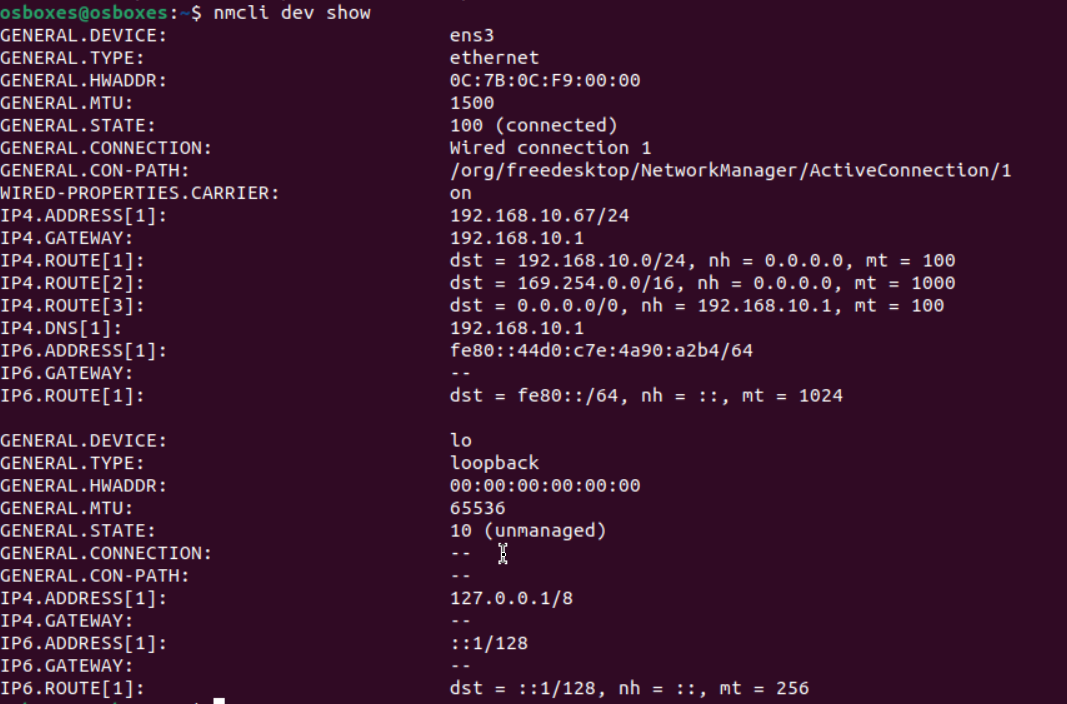 osboxes@osboxes:~$ nmcli dev show
GENERAL.DEVICE: ens3
GENERAL.TYPE: ethernet
GENERAL.HWADDR: 0C:7B:0C:F9:00:00
GENERAL.MTU: 1500
GENERAL.STATE: 100 (connected)
GENERAL.CONNECTION: Wired connection 1
GENERAL.CON-PATH: /org/freedesktop/NetworkManager/ActiveConnection/1
WIRED-PROPERTIES.CARRIER: on
IP4.ADDRESS[1]: 192.168.10.67/24
IP4.GATEWAY: 192.168.10.1
IP4.ROUTE[1]: dst = 192.168.10.0/24, nh = 0.0.0.0, mt = 100
IP4.ROUTE[2]: dst = 169.254.0.0/16, nh = 0.0.0.0, mt = 1000
IP4.ROUTE[3]: dst = 0.0.0.0/0, nh = 192.168.10.1, mt = 100
IP4.DNS[1]: 192.168.10.1
IP6.ADDRESS[1]: fe80::44d0:c7e:4a90:a2b4/64
IP6.GATEWAY: --
IP6.ROUTE[1]: dst = fe80::/64, nh = ::, mt = 1024
GENERAL.DEVICE: lo
GENERAL.TYPE: loopback
GENERAL.HWADDR: 00:00:00:00:00:00
GENERAL.MTU: 65536
GENERAL.STATE: 10 (unmanaged)
GENERAL.CONNECTION: --
GENERAL.CON-PATH: --
IP4.ADDRESS[1]: 127.0.0.1/8
IP4.GATEWAY: --
IP6.ADDRESS[1]: ::1/128
IP6.GATEWAY: --
IP6.ROUTE[1]: dst = ::1/128, nh = ::, mt = 256